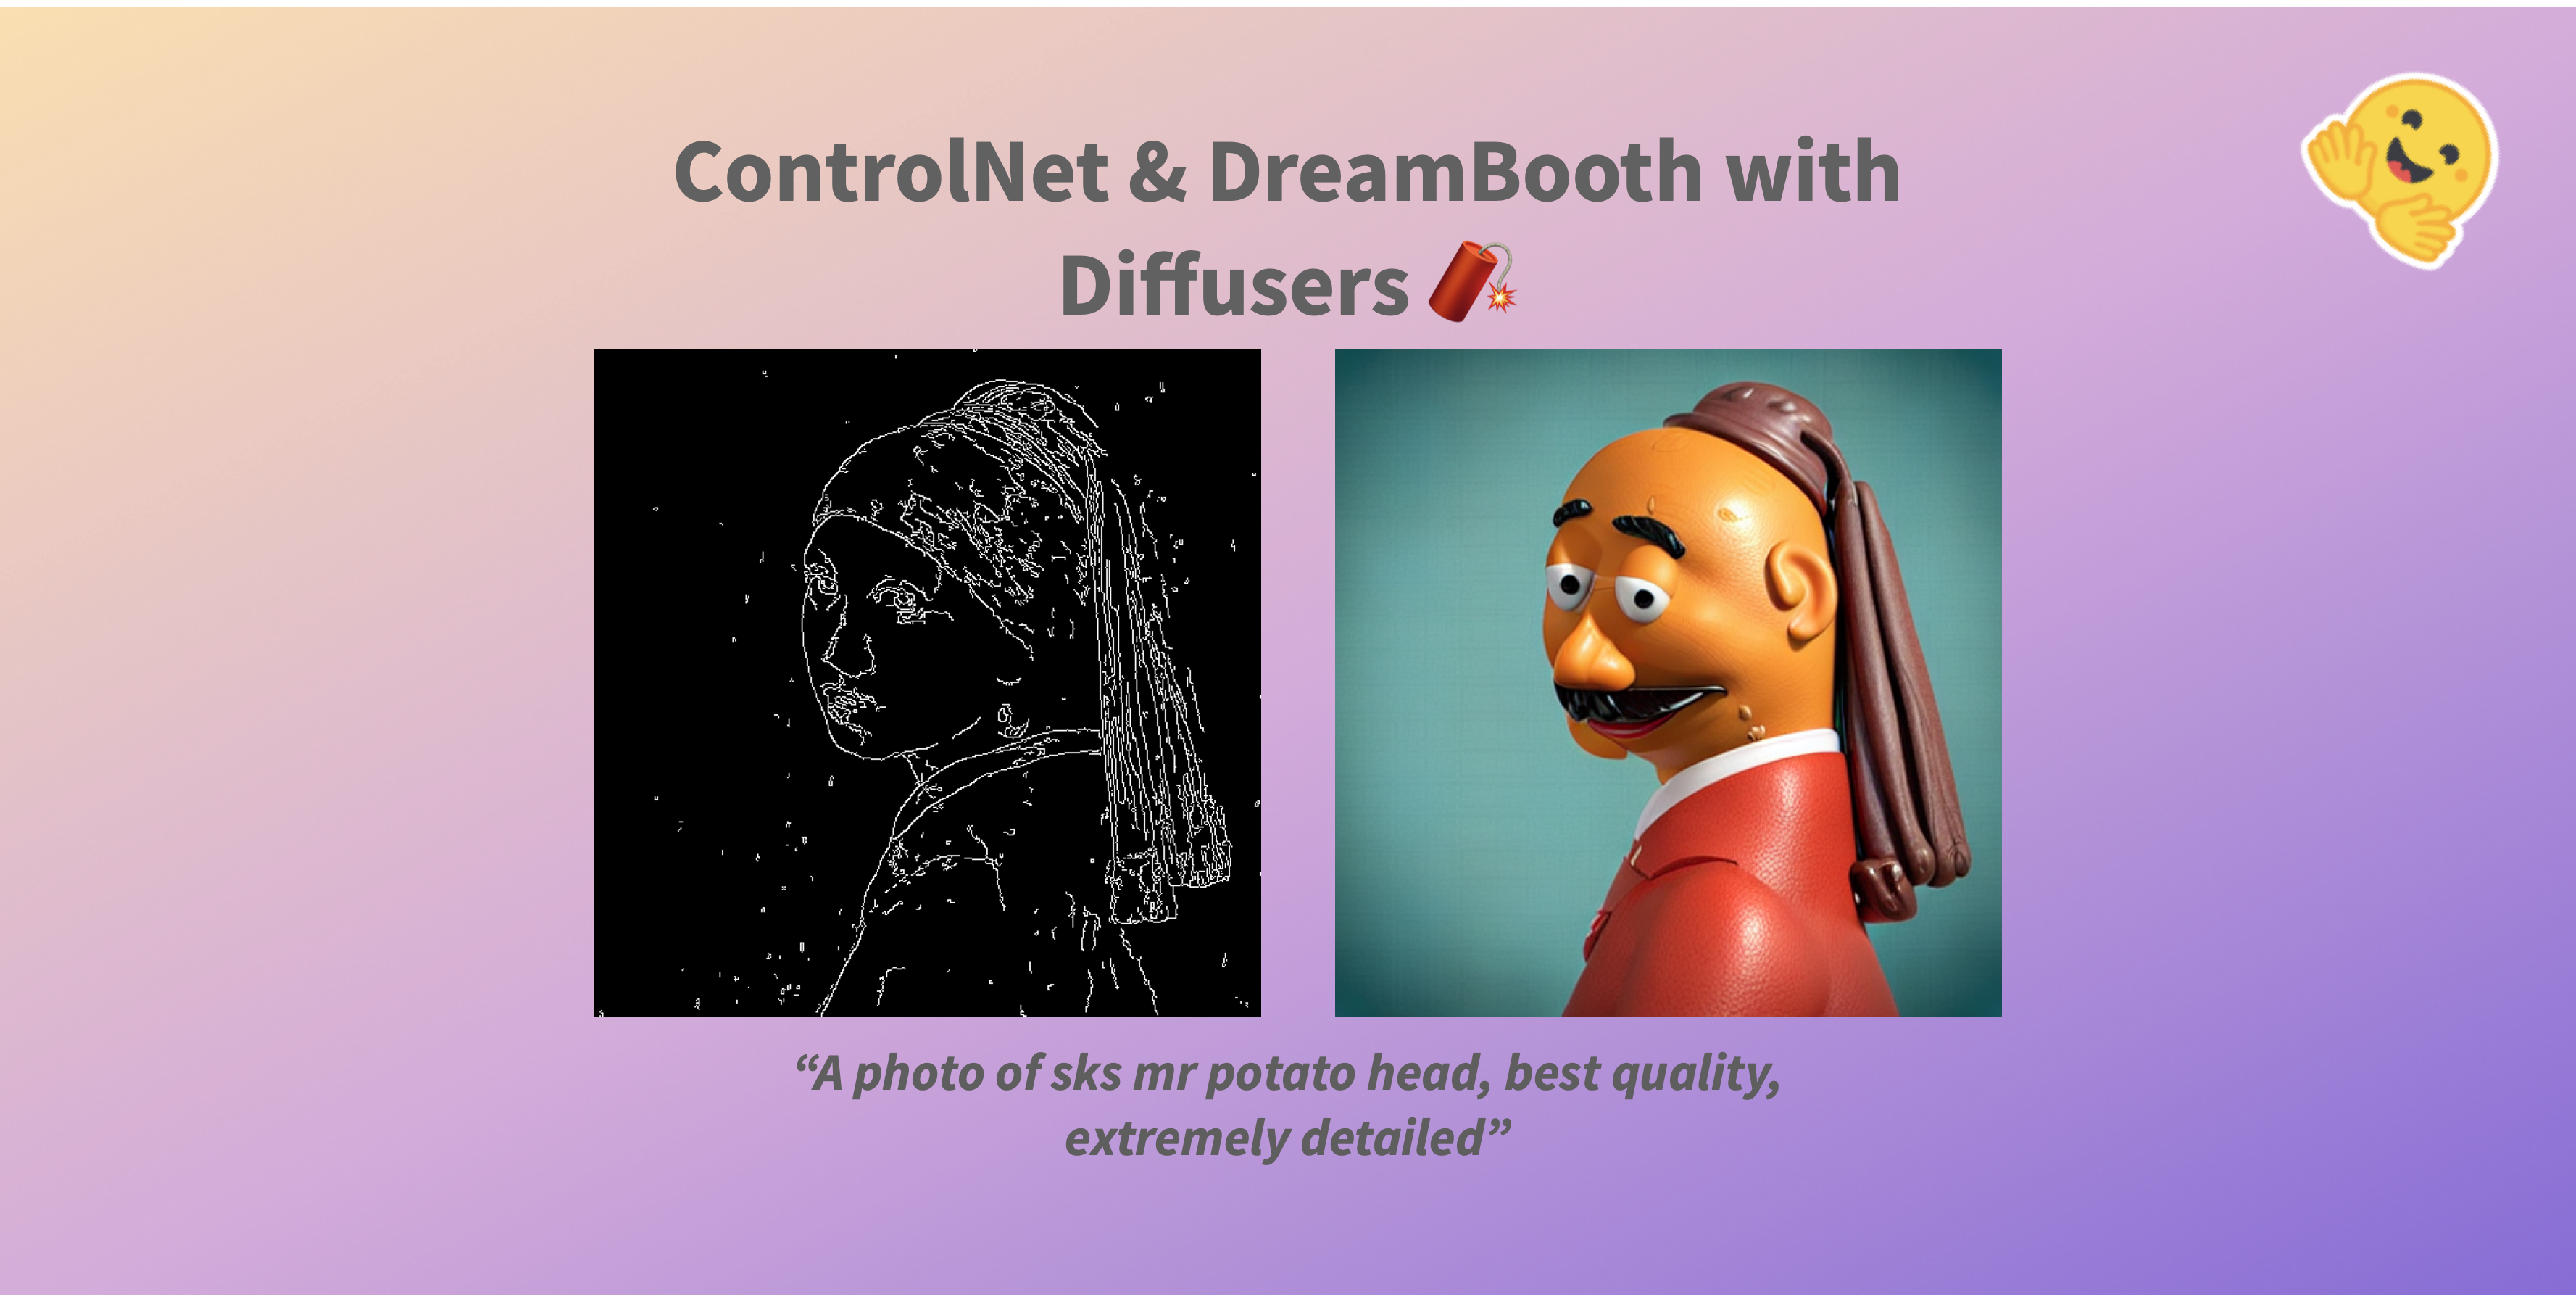 ControlNet & DreamBooth with
Diffusers 🧨
“A photo of sks mr potato head, best quality,
extremely detailed”